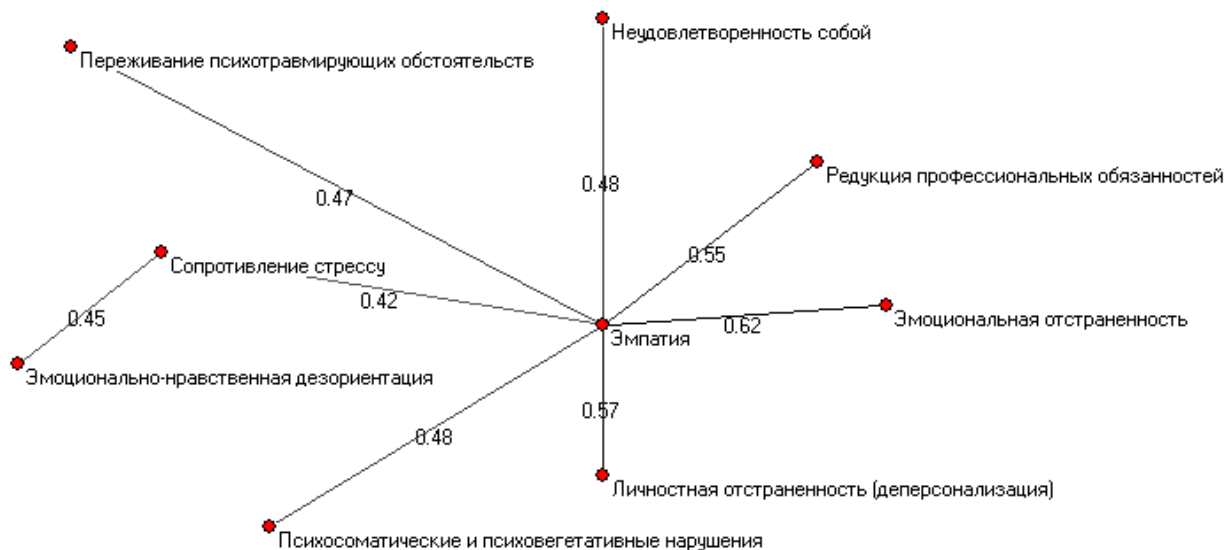 Неудовлетворенность собой
Переживание психотравмирующих обстоятельств
Редукция профессиональных обязанностей
0.48
0.47
0.55
Сопротивление стрессу
0.42
0.45
0.62
Эмоциональная отстраненность
Эмпатия
Эмоционально-нравственная дезориентация
0.57
0.48
Личностная отстраненность (деперсонализация)
Психосоматические и психовегетативные нарушения